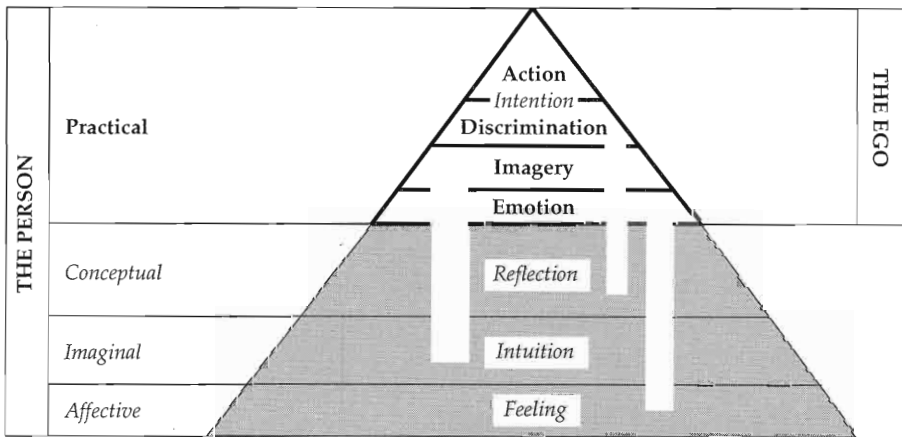 THE PERSON
Practical
Conceptual
Imaginal
Affective
Action
Intention
Discrimination
Imagery
Emotion
Reflection
Intuition
Feeling
THE EGO